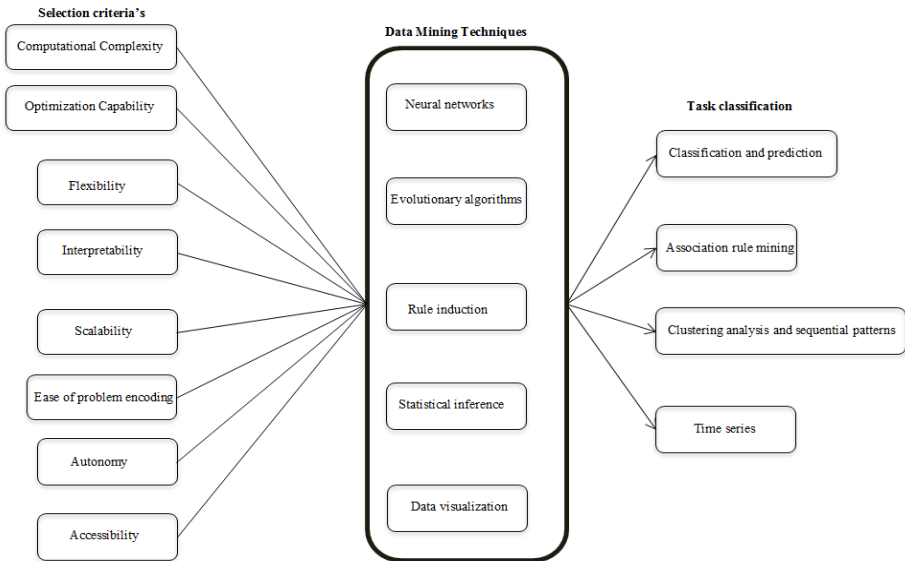 Selection criteria's
Computational Complexity
Optimization Capability
Flexibility
Interpretability
Scalability
Ease of problem encoding
Autonomy
Accessibility
Data Mining Techniques
Neural networks
Evolutionary algorithms
Rule induction
Statistical inference
Data visualization
Task classification
Classification and prediction
Association rule mining
Clustering analysis and sequential patterns
Time series